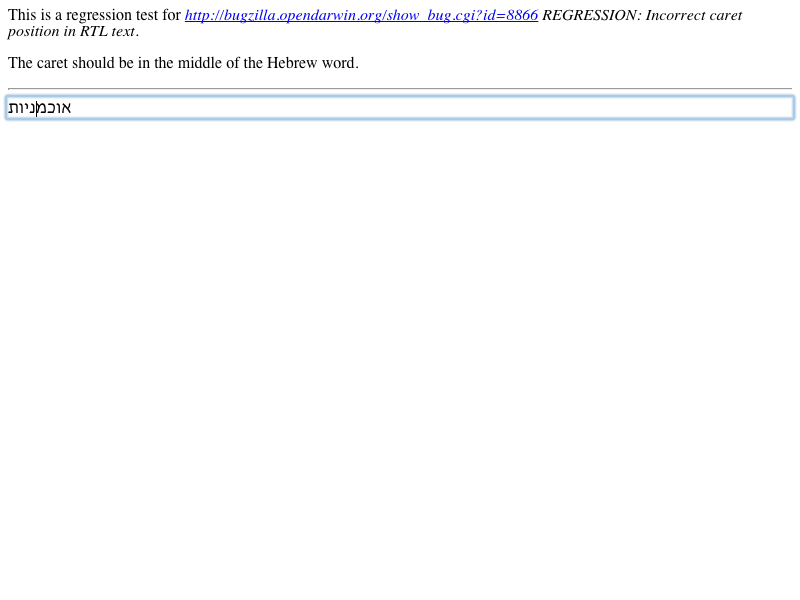 This is a regression test for http://bugzilla.opendarwin.org/show_bug.cgi?id=8866 REGRESSION: Incorrect caret
position in RTL text.
The caret should be in the middle of the Hebrew word.
אוכמניות